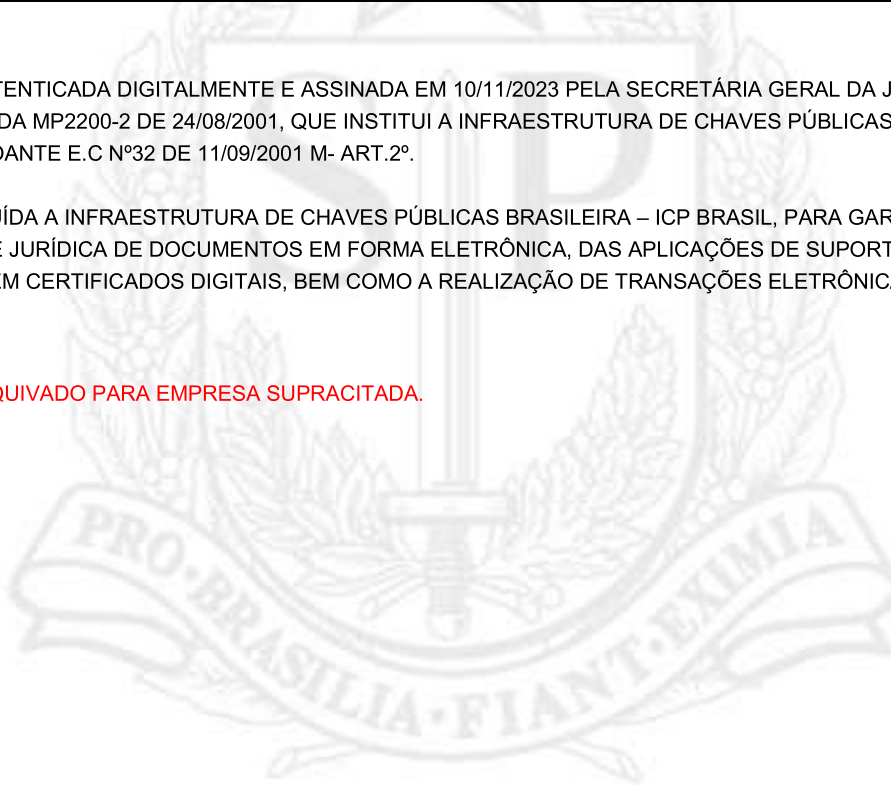 TENTICADA DIGITALMENTE E ASSINADA EM 10/11/2023 PELA SECRETÁRIA GERAL DA J
DA MP2200-2 DE 24/08/2001, QUE INSTITUI A INFRAESTRUTURA DE CHAVES PÚBLICAS
DANTE E.C Nº32 DE 11/09/2001 M- ART.2º.
UÍDA A INFRAESTRUTURA DE CHAVES PÚBLICAS BRASILEIRA – ICP BRASIL, PARA GAR
E JURÍDICA DE DOCUMENTOS EM FORMA ELETRÔNICA, DAS APLICAÇÕES DE SUPORT
EM CERTIFICADOS DIGITAIS, BEM COMO A REALIZAÇÃO DE TRANSAÇÕES ELETRÔNICA
QUIVADO PARA EMPRESA SUPRACITADA.
SP
PRO·BRASILIA·FIANT·EXIMIA